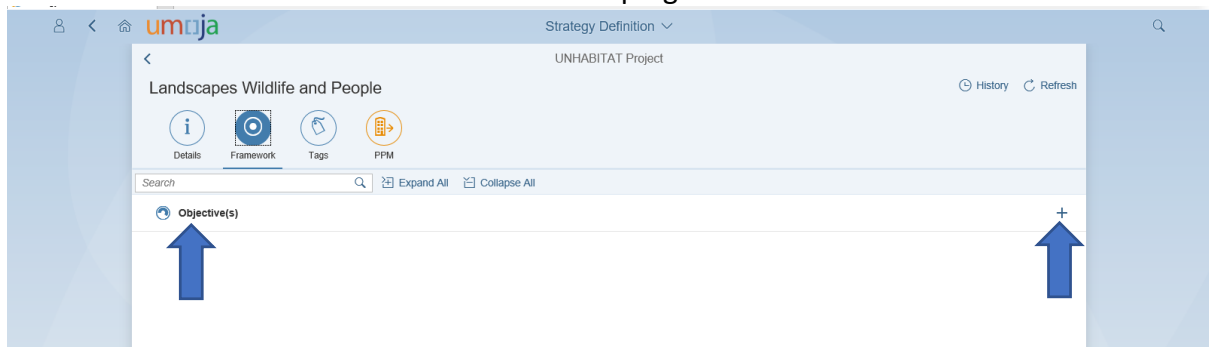 umoja Strategy Definition
UNHABITAT Project
Landscapes Wildlife and People History Refresh
Details Framework Tags PPM
Search Expand All Collapse All
Objective(s)